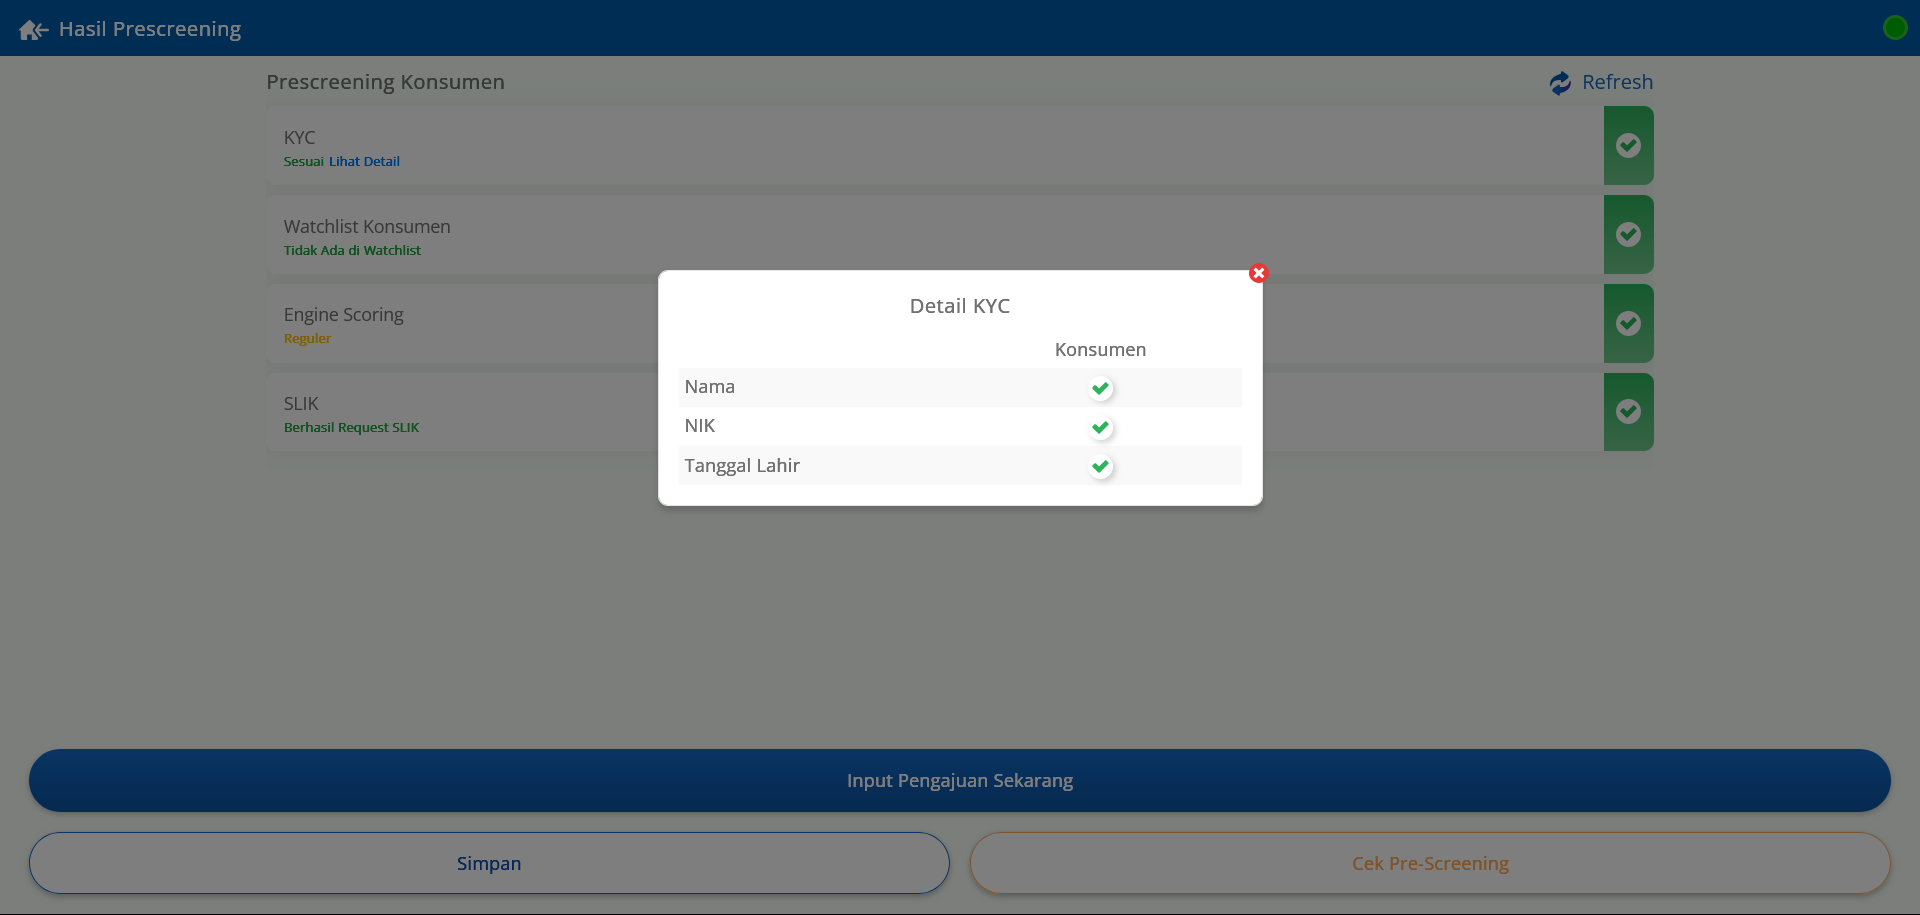 Hasil Prescreening
Prescreening Konsumen
Refresh
KYC
Sesuai Lihat Detail
Watchlist Konsumen
Tidak Ada di Watchlist
Engine Scoring
Reguler
SLIK
Berhasil Request SLIK
Detail KYC
Konsumen
Nama
NIK
Tanggal Lahir
Input Pengajuan Sekarang
Simpan
Cek Pre-Screening